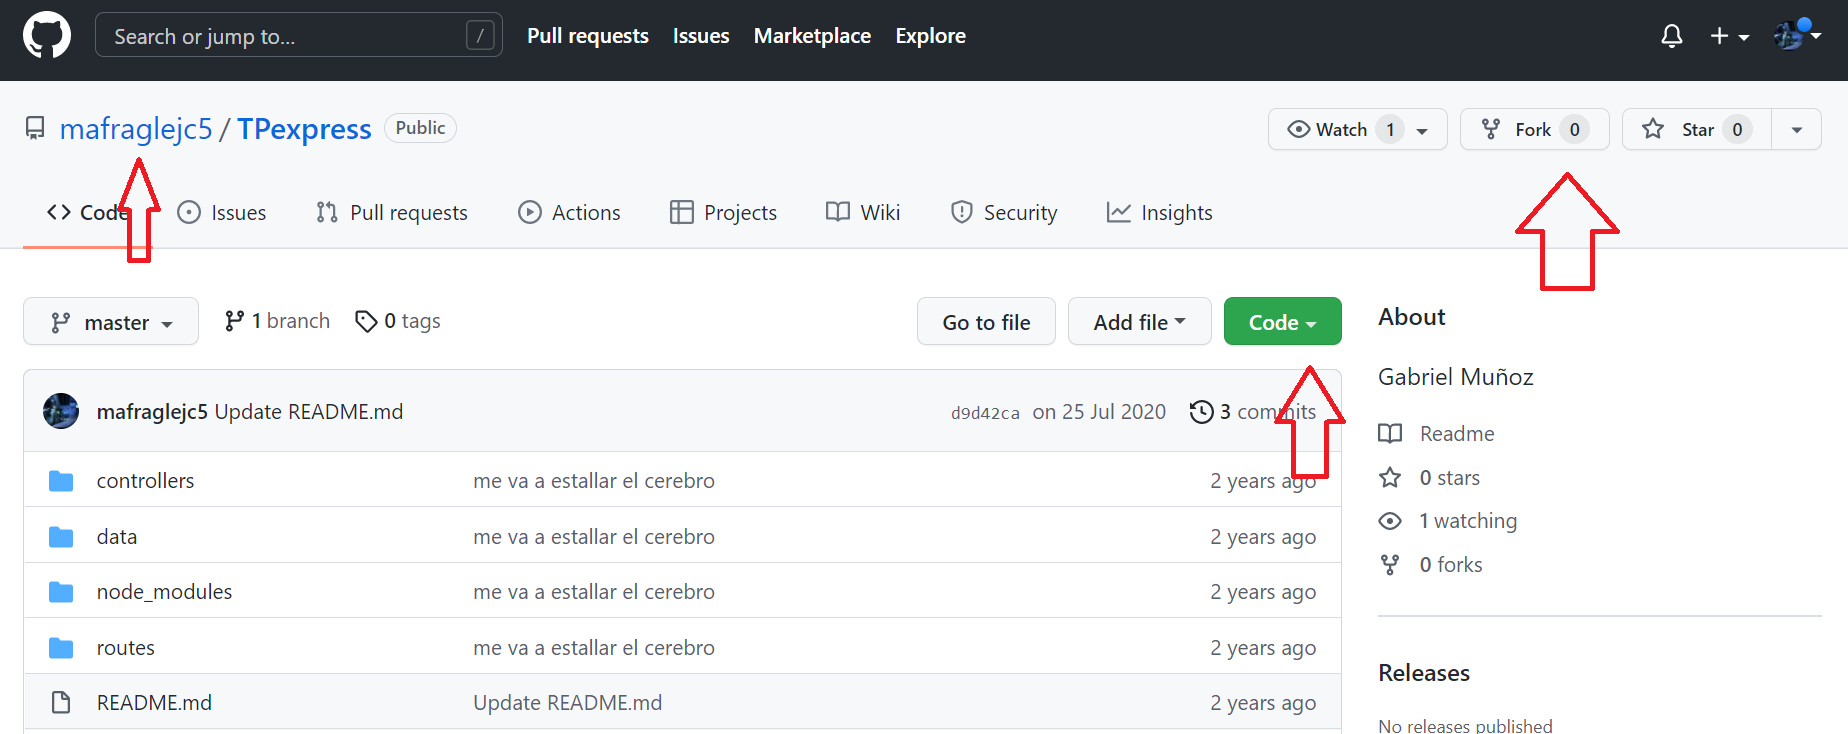 Search or jump to... /
Pull requests Issues Marketplace Explore
mafraglejc5 / TPexpress Public
Watch 1 Fork 0 Star 0
Code Issues Pull requests Actions Projects Wiki Security Insights
master 1 branch 0 tags Go to file Add file Code
mafraglejc5 Update README.md d9d42ca on 25 Jul 2020 3 commits
controllers me va a estallar el cerebro 2 years ago
data me va a estallar el cerebro 2 years ago
node_modules me va a estallar el cerebro 2 years ago
routes me va a estallar el cerebro 2 years ago
README.md Update README.md 2 years ago
About
Gabriel Muñoz
Readme
0 stars
1 watching
0 forks
Releases
No releases published